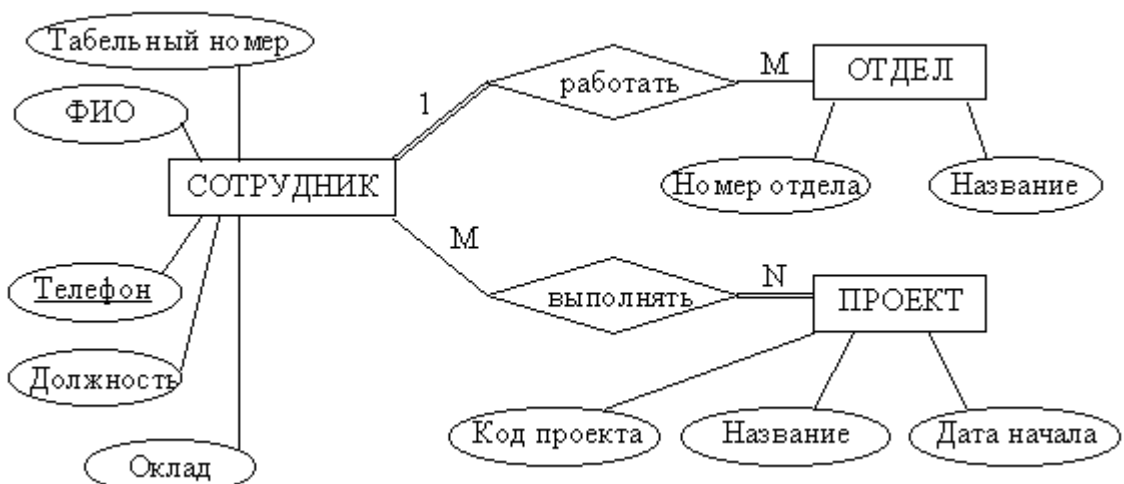 Табельный номер
ФИО
СОТРУДНИК
Телефон
Должность
Оклад
1
работать
M
ОТДЕЛ
Номер отдела
Название
M
выполнять
N
ПРОЕКТ
Код проекта
Название
Дата начала